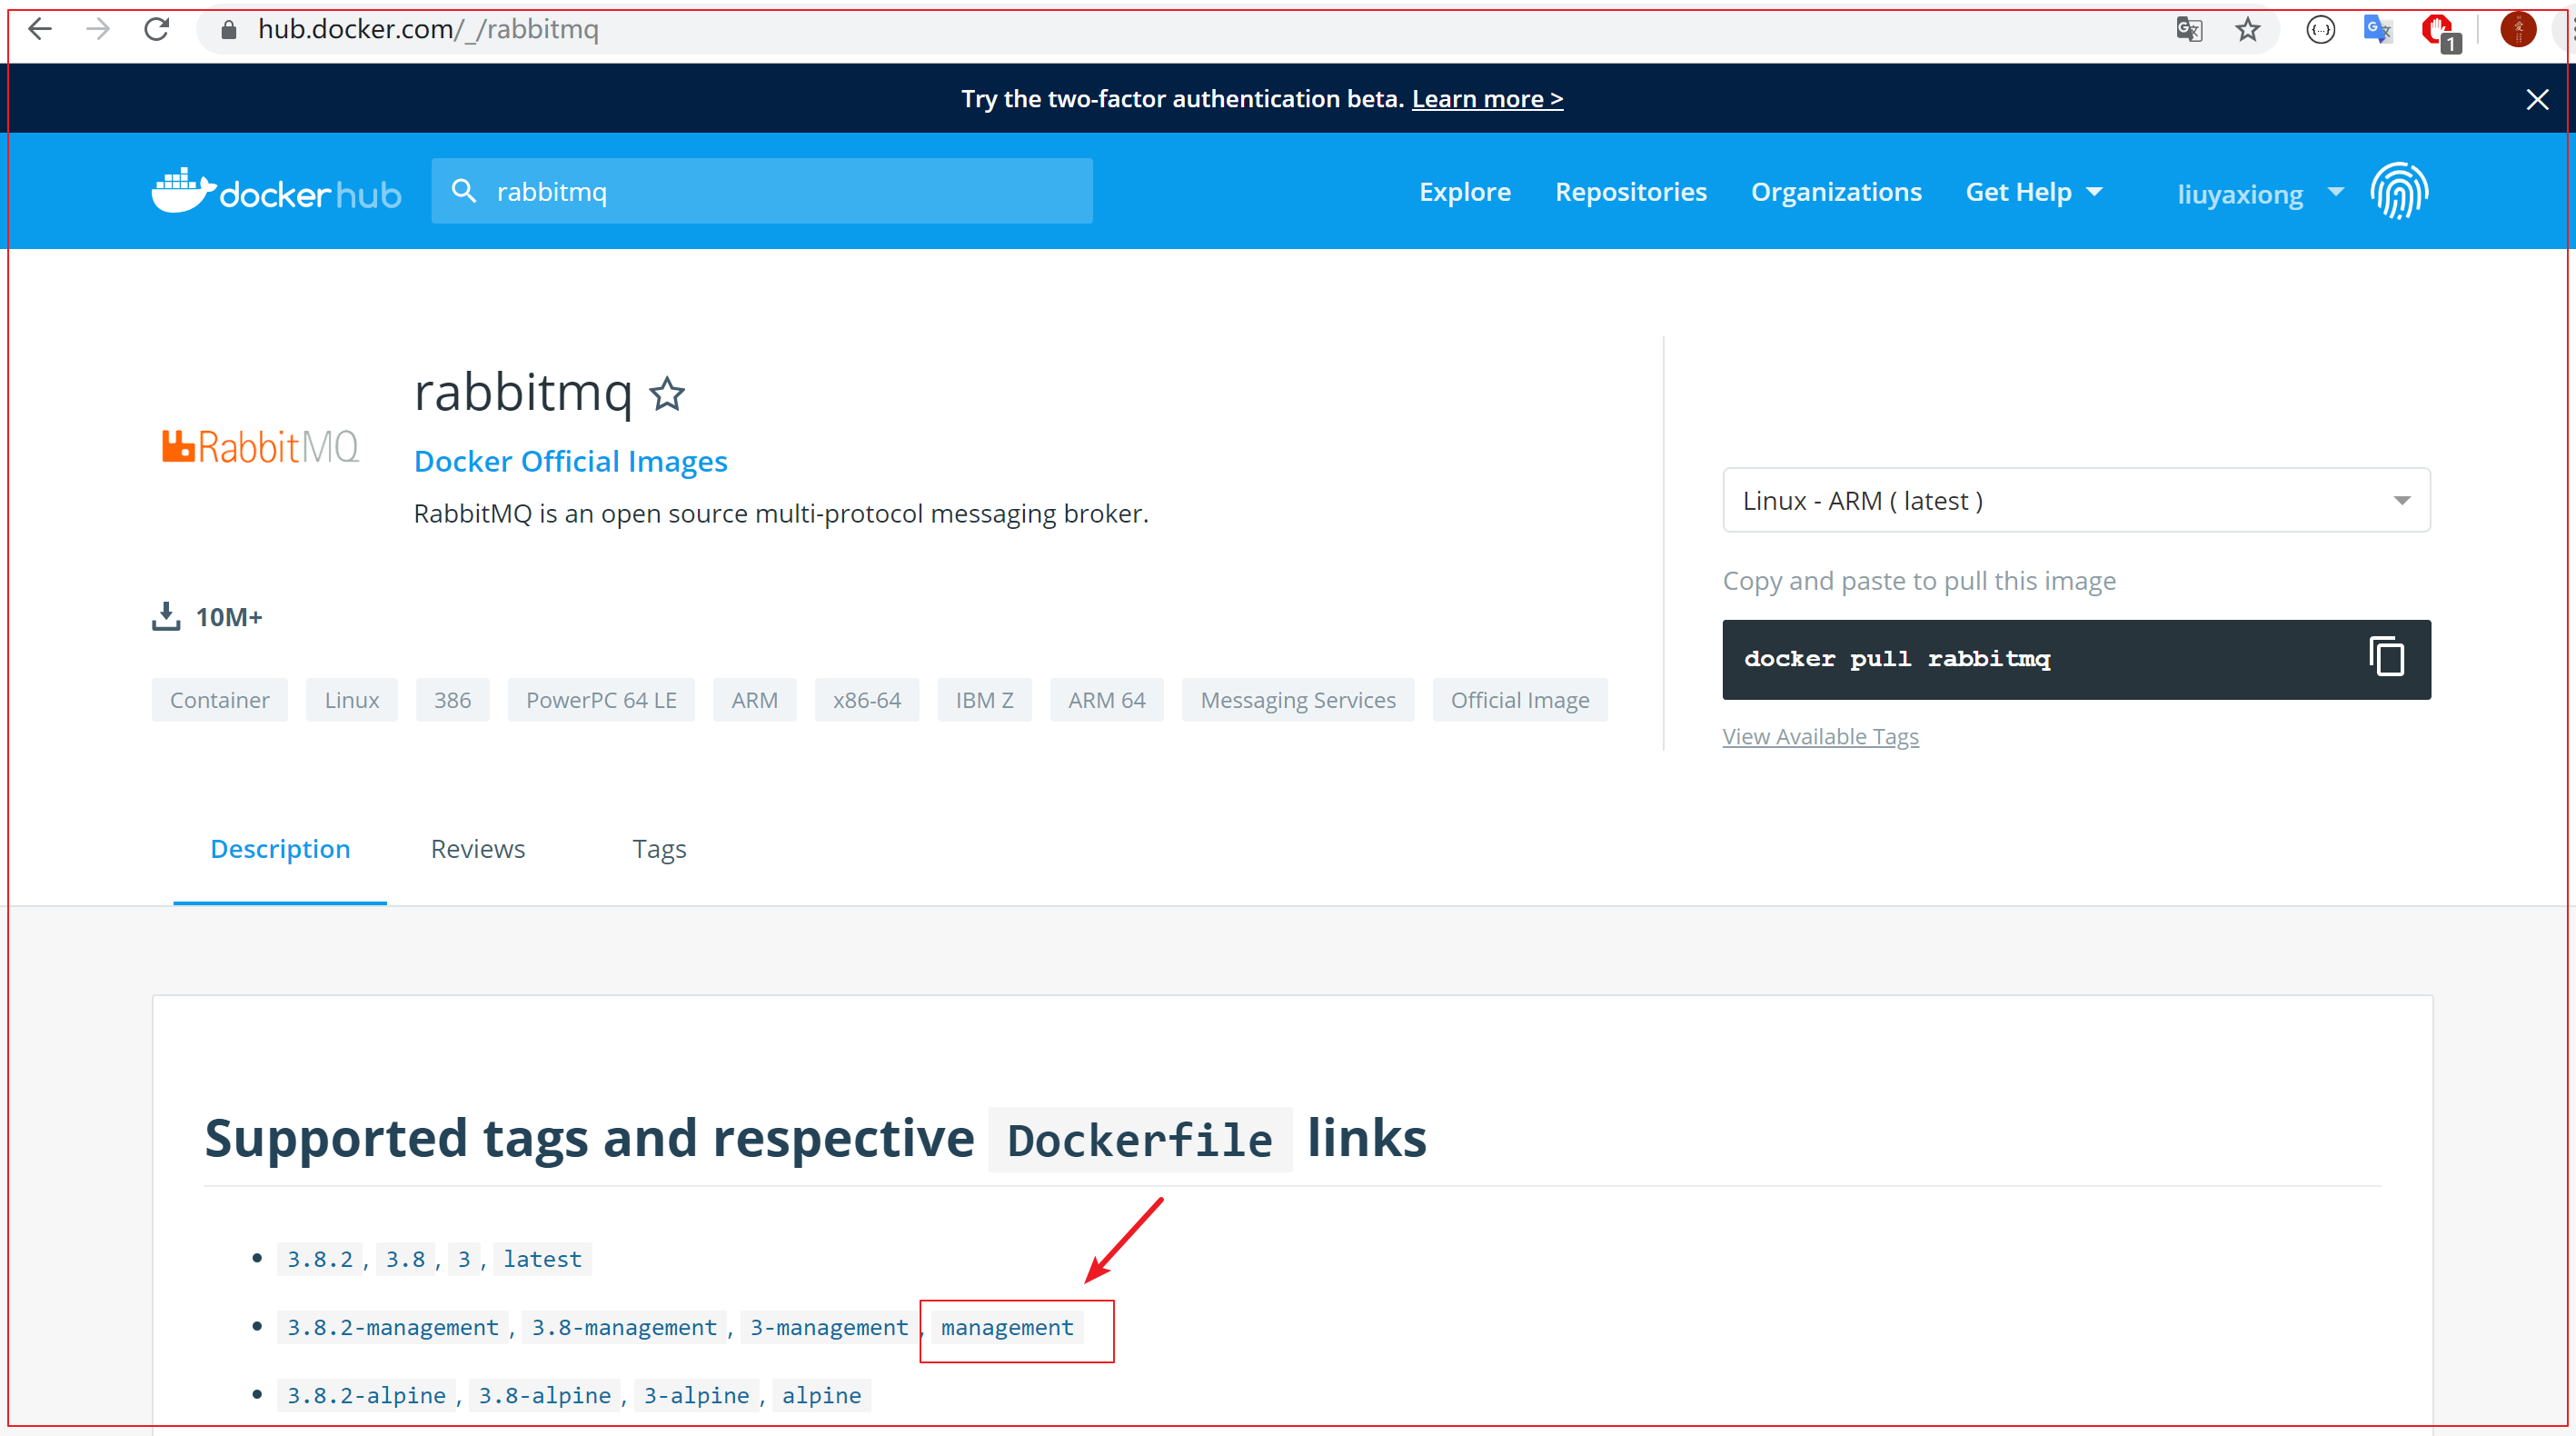 hub.docker.com/_/rabbitmq
1
Try the two-factor authentication beta. Learn more >
docker hub
rabbitmq
Explore
Repositories
Organizations
Get Help
liuyaxiong
RabbitMQ
rabbitmq
Docker Official Images
RabbitMQ is an open source multi-protocol messaging broker.
10M+
Container Linux 386 PowerPC 64 LE ARM x86-64 IBM Z ARM 64 Messaging Services Official Image
Linux - ARM ( latest )
Copy and paste to pull this image
docker pull rabbitmq
View Available Tags
Description Reviews Tags
Supported tags and respective Dockerfile links
• 3.8.2, 3.8, 3, latest
• 3.8.2-management, 3.8-management, 3-management, management
• 3.8.2-alpine, 3.8-alpine, 3-alpine, alpine